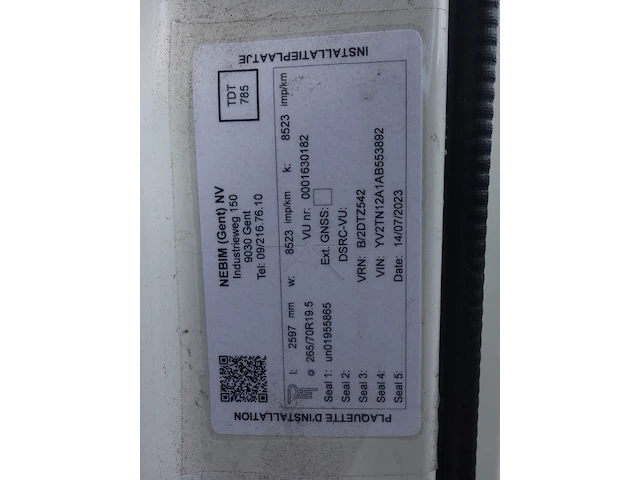 INSTALLATIEPLAATJE
NEBIM (Gent) NV
Industrieweg 150
9030 Gent
Tel: 09/216.76.10
TDT
785
l: 2597 mm w: 8523 imp/km k: 8523 imp/km
265/70R19.5 VU nr: 0001630182
Seal 1: un01955865 Ext. GNSS:
Seal 2: DSRC-VU:
Seal 3: VRN: B/2DTZ542
Seal 4: VIN: YV2TN12A1AB553892
Seal 5: Date: 14/07/2023
PLAQUETTE D'INSTALLATION